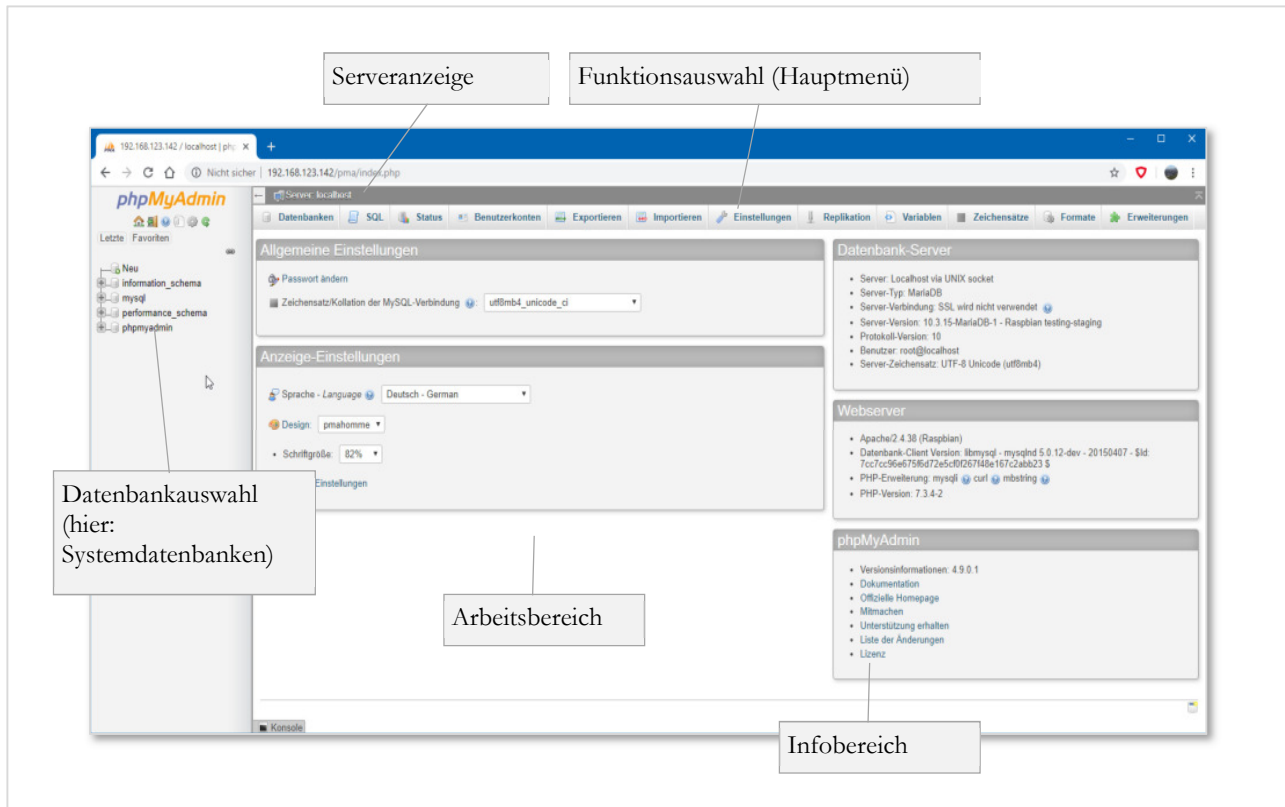 Serveranzeige
Funktionsauswahl (Hauptmenü)
192.168.123.142 / localhost | php
Nicht sicher | 192.168.123.142/pma/index.php
phpMyAdmin
Letzte Favoriten
Neu
information_schema
mysql
performance_schema
phpmyadmin
Server: localhost
Datenbanken SQL Status Benutzerkonten Exportieren Importieren Einstellungen Replikation Variablen Zeichensätze Formate Erweiterungen
Allgemeine Einstellungen
Passwort ändern
Zeichensatz/Kollation der MySQL-Verbindung : utf8mb4_unicode_ci
Anzeige-Einstellungen
Sprache - Language Deutsch - German
Design: pmahomme
• Schriftgröße: 82%
Einstellungen
Datenbank-Server
• Server: Localhost via UNIX socket
• Server-Typ: MariaDB
• Server-Verbindung: SSL wird nicht verwendet
• Server-Version: 10.3.15-MariaDB-1 - Raspbian testing-staging
• Protokoll-Version: 10
• Benutzer: root@localhost
• Server-Zeichensatz: UTF-8 Unicode (utf8mb4)
Webserver
• Apache/2.4.38 (Raspbian)
• Datenbank-Client Version: libmysql - mysqlnd 5.0.12-dev - 20150407 - $Id:
7cc7cc96e675f6d72e5cf0f267f48e167c2abb23 $
• PHP-Erweiterung: mysqli curl mbstring
• PHP-Version: 7.3.4-2
phpMyAdmin
• Versionsinformationen: 4.9.0.1
• Dokumentation
• Offizielle Homepage
• Mitmachen
• Unterstützung erhalten
• Liste der Änderungen
• Lizenz
Konsole
Datenbankauswahl
(hier:
Systemdatenbanken)
Arbeitsbereich
Infobereich